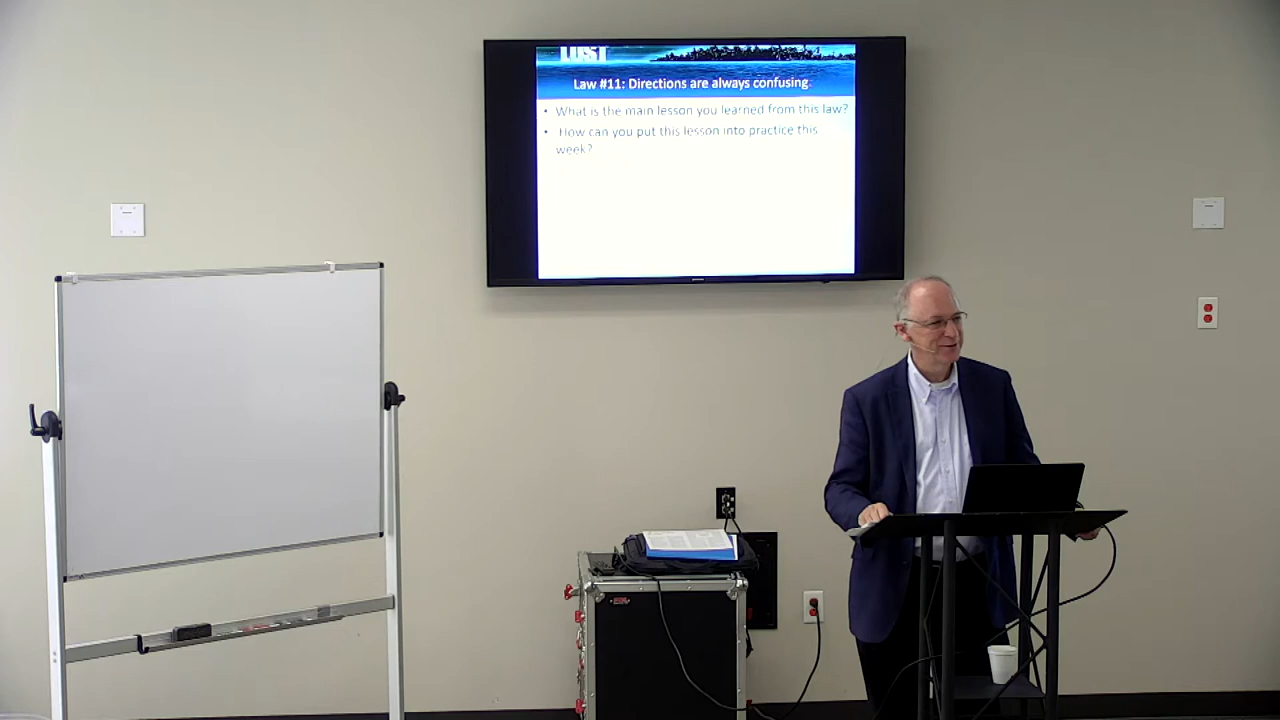 Law #11: Directions are always confusing.
• What is the main lesson you learned from this law?
• How can you put this lesson into practice this
week?